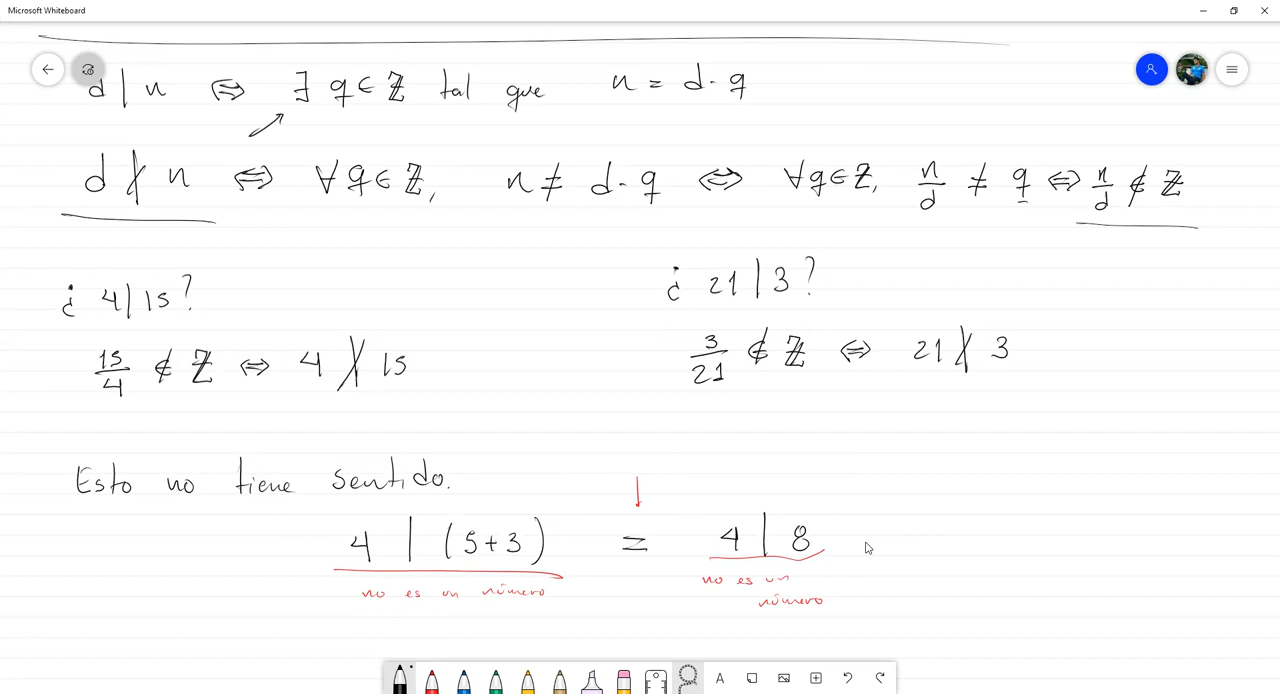 Microsoft Whiteboard
d | n ⇔ ∃ q ∈ ℤ tal que n = d · q
d ∤ n ⇔ ∀q ∈ ℤ, n ≠ d · q ⇔ ∀q ∈ ℤ, n/d ≠ q ⇔ n/d ∉ ℤ
¿ 4 | 15 ?
15/4 ∉ ℤ ⇔ 4 ∤ 15
¿ 21 | 3 ?
3/21 ∉ ℤ ⇔ 21 ∤ 3
Esto no tiene sentido.
4 | (5+3) = 4 | 8
no es un número
no es un
número
A